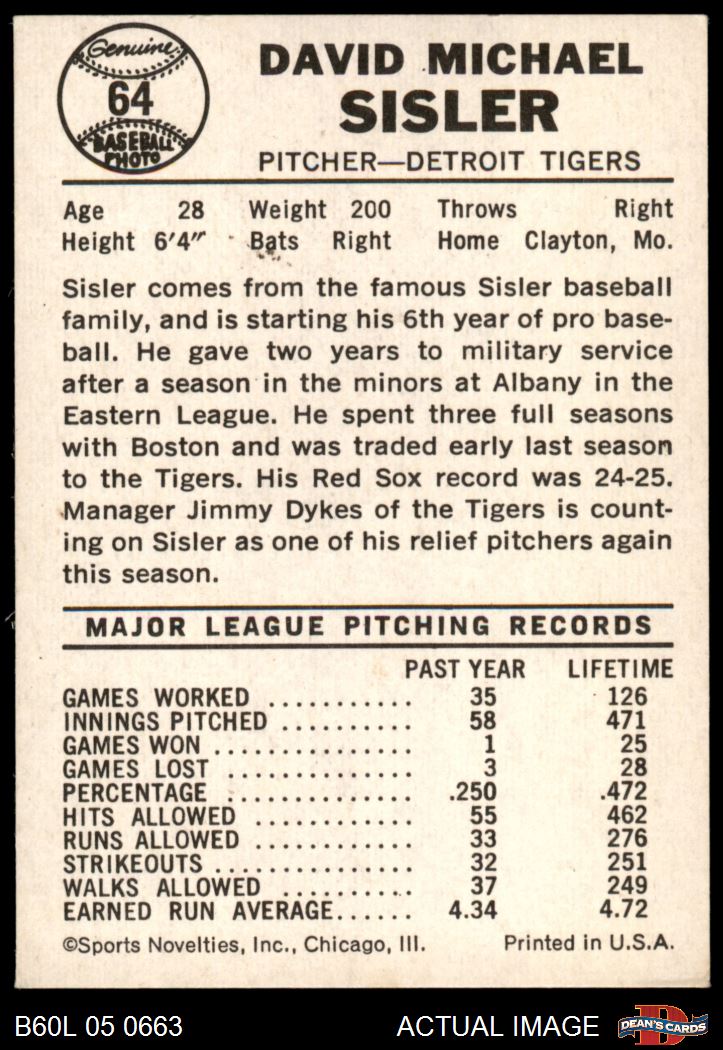 Genuine
64
BASEBALL
PHOTO
DAVID MICHAEL
SISLER
PITCHER—DETROIT TIGERS
Age 28 Weight 200 Throws Right
Height 6'4″ Bats Right Home Clayton, Mo.
Sisler comes from the famous Sisler baseball
family, and is starting his 6th year of pro base-
ball. He gave two years to military service
after a season in the minors at Albany in the
Eastern League. He spent three full seasons
with Boston and was traded early last season
to the Tigers. His Red Sox record was 24-25.
Manager Jimmy Dykes of the Tigers is count-
ing on Sisler as one of his relief pitchers again
this season.
MAJOR LEAGUE PITCHING RECORDS
PAST YEAR LIFETIME
GAMES WORKED ........... 35 126
INNINGS PITCHED .......... 58 471
GAMES WON .............. 1 25
GAMES LOST ............. 3 28
PERCENTAGE ............. .250 .472
HITS ALLOWED ........... 55 462
RUNS ALLOWED ........... 33 276
STRIKEOUTS .............. 32 251
WALKS ALLOWED .......... 37 249
EARNED RUN AVERAGE...... 4.34 4.72
©Sports Novelties, Inc., Chicago, Ill. Printed in U.S.A.
B60L 05 0663 ACTUAL IMAGE D DEAN'S CARDS